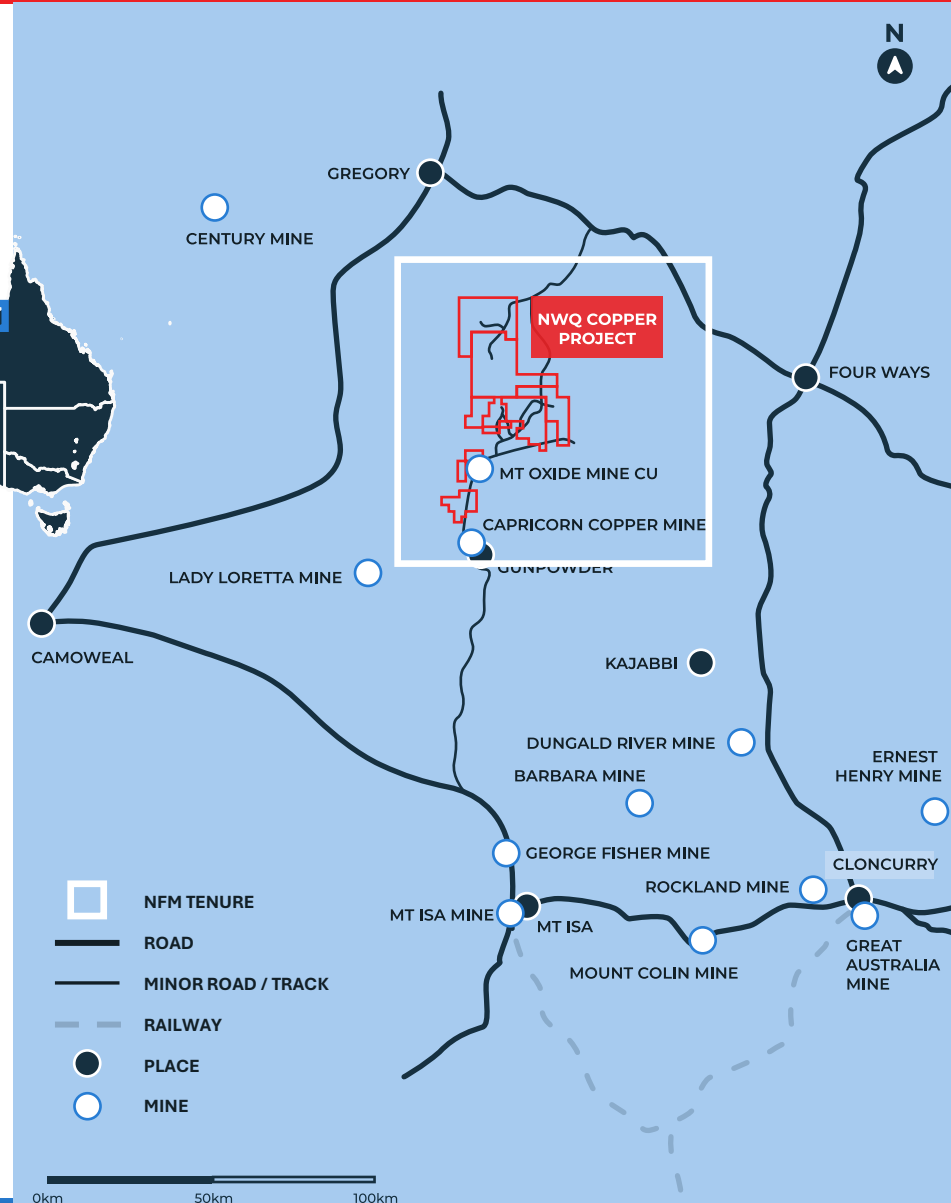 N
GREGORY
CENTURY MINE
NWQ COPPER
PROJECT
FOUR WAYS
MT OXIDE MINE CU
CAPRICORN COPPER MINE
GUNPOWDER
LADY LORETTA MINE
CAMOWEAL
KAJABBI
DUNGALD RIVER MINE
BARBARA MINE
ERNEST
HENRY MINE
GEORGE FISHER MINE
CLONCURRY
ROCKLAND MINE
MT ISA MINE
MT ISA
MOUNT COLIN MINE
GREAT
AUSTRALIA
MINE
NFM TENURE
ROAD
MINOR ROAD / TRACK
RAILWAY
PLACE
MINE
0km
50km
100km